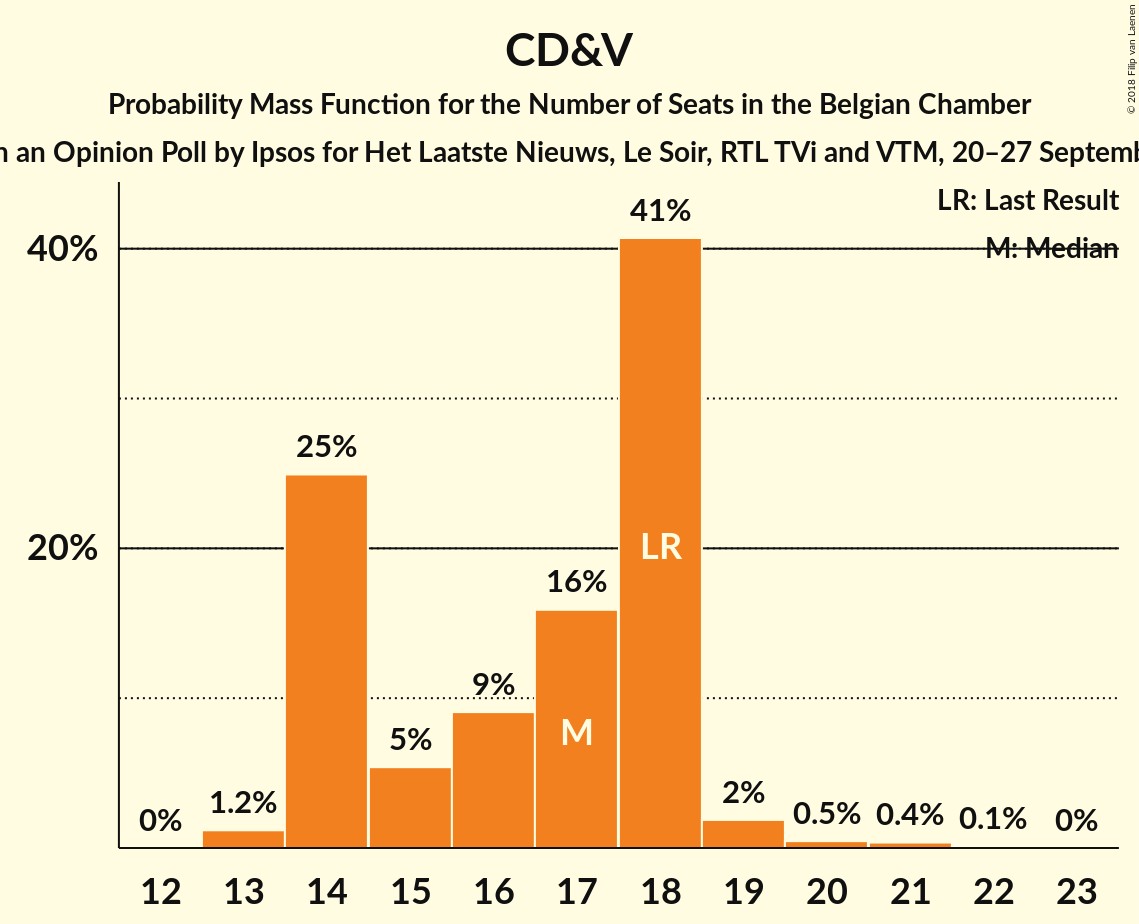 CD&V
Probability Mass Function for the Number of Seats in the Belgian Chamber
an Opinion Poll by Ipsos for Het Laatste Nieuws, Le Soir, RTL TVi and VTM, 20–27
© 2018 Filip van Laenen
LR: Last Result
M: Median
40%
20%
0%
1.2%
25%
5%
9%
16%
41%
2%
0.5%
0.4%
0.1%
0%
M
LR
12 13 14 15 16 17 18 19 20 21 22 23